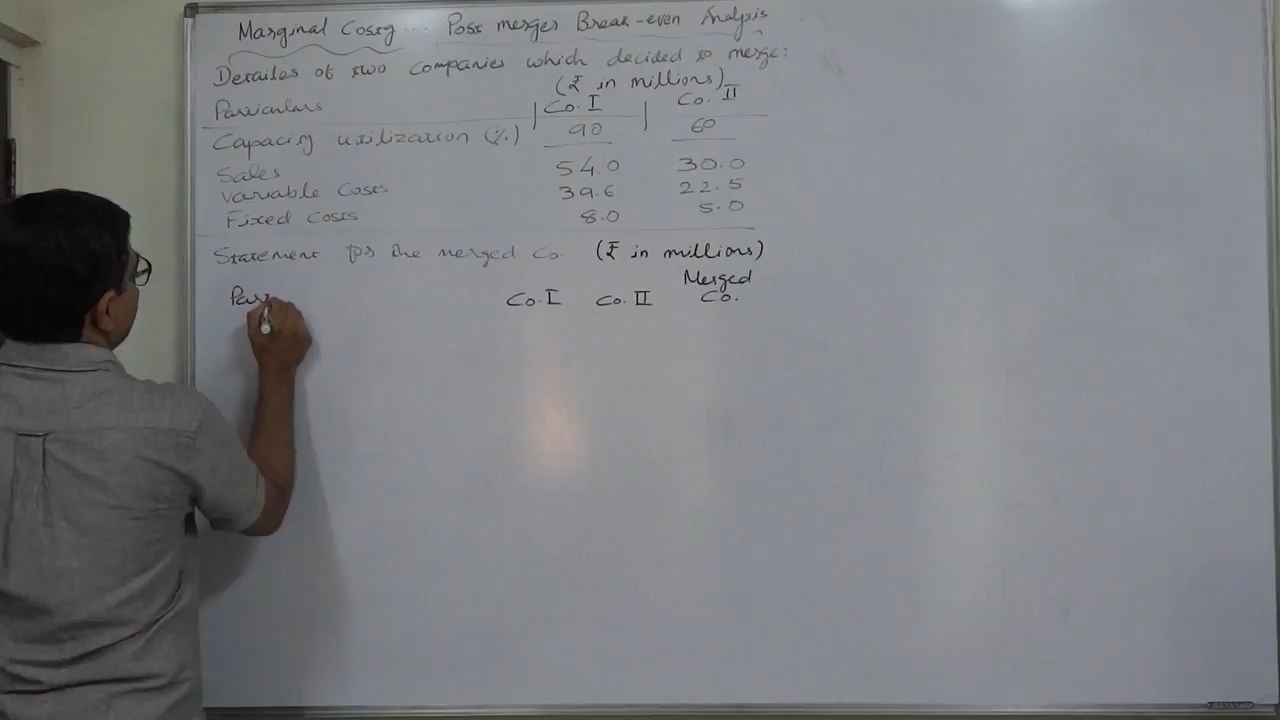 Marginal Costg ... Post merger Break-even Analysis
Details of two companies which decided to merge:
(₹ in millions)
Particulars Co. I Co. II
Capacity utilization (%) 90 60
Sales 54.0 30.0
Variable Costs 39.6 22.5
Fixed Costs 8.0 5.0
Statement for the merged Co. (₹ in millions)
Merged
Par Co. I Co. II Co.